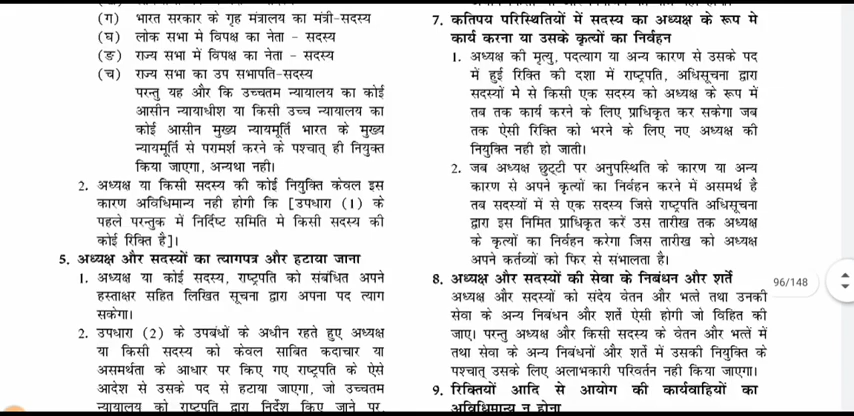 (ग) भारत सरकार के गृह मंत्रालय का मंत्री-सदस्य
(घ) लोक सभा मे विपक्ष का नेता - सदस्य
(ङ) राज्य सभा में विपक्ष का नेता - सदस्य
(च) राज्य सभा का उप सभापति-सदस्य
परन्तु यह और कि उच्चतम न्यायालय का कोई
आसीन न्यायाधीश या किसी उच्च न्यायालय का
कोई आसीन मुख्य न्यायमूर्ति भारत के मुख्य
न्यायमूर्ति से परामर्श करने के पश्चात् ही नियुक्त
किया जाएगा, अन्यथा नही।
2. अध्यक्ष या किसी सदस्य की कोई नियुक्ति केवल इस
कारण अविधिमान्य नही होगी कि [उपधारा (1) के
पहले परन्तुक में निर्दिष्ट समिति मे किसी सदस्य की
कोई रिक्ति है]।
5. अध्यक्ष और सदस्यों का त्यागपत्र और हटाया जाना
1. अध्यक्ष या कोई सदस्य, राष्ट्रपति को संबंधित अपने
हस्ताक्षर सहित लिखित सूचना द्वारा अपना पद त्याग
सकेगा।
2. उपधारा (2) के उपबंधों के अधीन रहते हुए अध्यक्ष
या किसी सदस्य को केवल साबित कदाचार या
असमर्थता के आधार पर किए गए राष्ट्रपति के ऐसे
आदेश से उसके पद से हटाया जाएगा, जो उच्चतम
न्यायालय को राष्टपति द्वारा निर्देश किए जाने पर,
7. कतिपय परिस्थितियों में सदस्य का अध्यक्ष के रूप मे
कार्य करना या उसके कृत्यों का निर्वहन
1. अध्यक्ष की मृत्यु, पदत्याग या अन्य कारण से उसके पद
में हुई रिक्ति की दशा में राष्ट्रपति, अधिसूचना द्वारा
सदस्यों मे से किसी एक सदस्य को अध्यक्ष के रूप में
तब तक कार्य करने के लिए प्राधिकृत कर सकेगा जब
तक ऐसी रिक्ति को भरने के लिए नए अध्यक्ष की
नियुक्ति नही हो जाती।
2. जब अध्यक्ष छुट्टी पर अनुपस्थिति के कारण या अन्य
कारण से अपने कृत्यों का निर्वहन करने में असमर्थ है
तब सदस्यों में से एक सदस्य जिसे राष्ट्रपति अधिसूचना
द्वारा इस निमित प्राधिकृत करें उस तारीख तक अध्यक्ष
के कृत्यों का निर्वहन करेगा जिस तारीख को अध्यक्ष
अपने कर्तव्यों को फिर से संभालता है।
8. अध्यक्ष और सदस्यों की सेवा के निबंधन और शर्ते
अध्यक्ष और सदस्यों को संदेय वेतन और भत्ते तथा उनकी
सेवा के अन्य निबंधन और शर्ते ऐसी होगी जो विहित की
जाए। परन्तु अध्यक्ष और किसी सदस्य के वेतन और भत्तें में
तथा सेवा के अन्य निबंधनों और शर्ते में उसकी नियुक्ति के
पश्चात् उसके लिए अलाभकारी परिवर्तन नही किया जाएगा।
9. रिक्तियों आदि से आयोग की कार्यवाहियों का
अविधिमान्य न होना
96/148